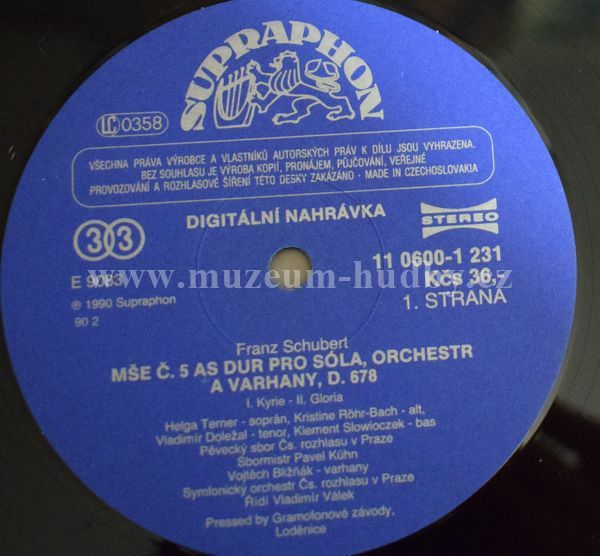 SUPRAPHON
LC 0358
VŠECHNA PRÁVA VÝROBCE A VLASTNÍKŮ AUTORSKÝCH PRÁV K DÍLU JSOU VYHRAZENA.
BEZ SOUHLASU JE VÝROBA KOPIÍ, PRONÁJEM, PŮJČOVÁNÍ, VEŘEJNÉ
PROVOZOVÁNÍ A ROZHLASOVÉ ŠÍŘENÍ TÉTO DESKY ZAKÁZÁNO · MADE IN CZECHOSLOVAKIA
DIGITÁLNÍ NAHRÁVKA
STEREO
33
11 0600-1 231
E 9083
Kčs 36,-
www.muzeum-hudby.cz
℗ 1990 Supraphon
1. STRANA
90 2
Franz Schubert
MŠE Č. 5 AS DUR PRO SÓLA, ORCHESTR
A VARHANY, D. 678
I. Kyrie - II. Gloria
Helga Terner - soprán, Kristine Röhr-Bach - alt,
Vladimír Doležal - tenor, Klement Slowioczek - bas
Pěvecký sbor Čs. rozhlasu v Praze
Sbormistr Pavel Kühn
Vojtěch Bližňák - varhany
Symfonický orchestr Čs. rozhlasu v Praze
Řídí Vladimír Válek
Pressed by Gramofonové závody,
Loděnice